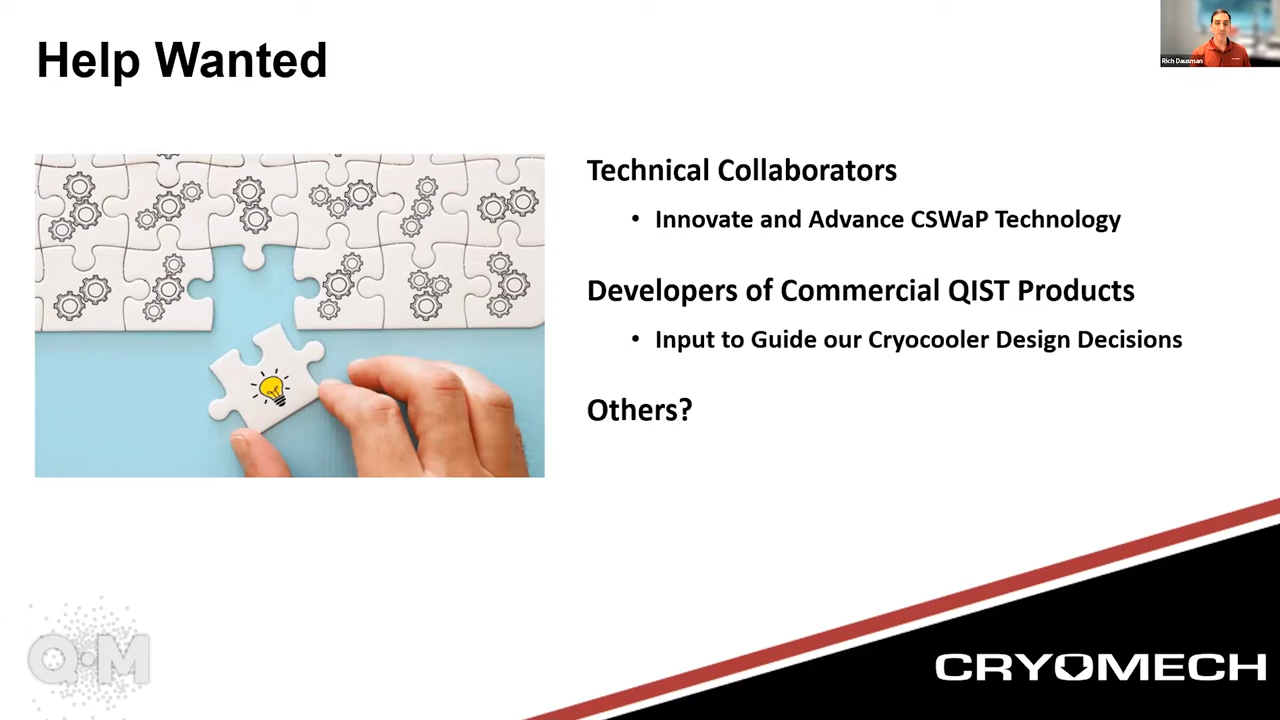 Help Wanted
Rich Dausman
Technical Collaborators
• Innovate and Advance CSWaP Technology
Developers of Commercial QIST Products
• Input to Guide our Cryocooler Design Decisions
Others?
Q·M
CRYOMECH